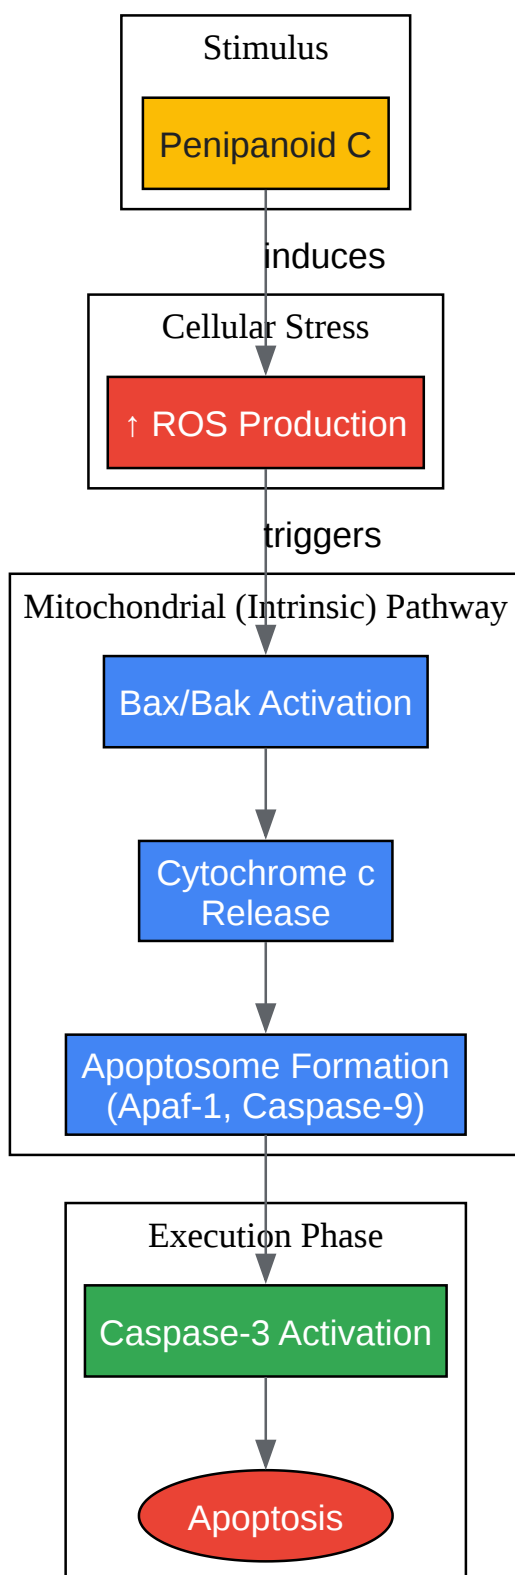 Stimulus
Penipanoid C
induces
Cellular Stress
↑ ROS Production
triggers
Mitochondrial (Intrinsic) Pathway
Bax/Bak Activation
Cytochrome c
Release
Apoptosome Formation
(Apaf-1, Caspase-9)
Execution Phase
Caspase-3 Activation
Apoptosis